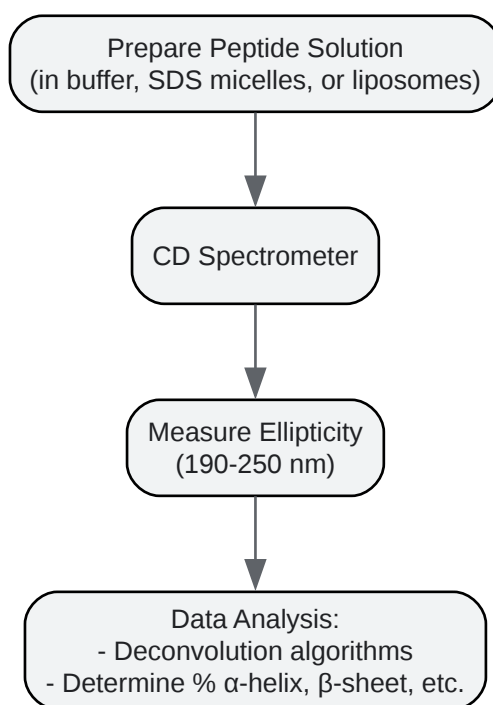 Prepare Peptide Solution
(in buffer, SDS micelles, or liposomes)
CD Spectrometer
Measure Ellipticity
(190-250 nm)
Data Analysis:
- Deconvolution algorithms
- Determine % α-helix, β-sheet, etc.